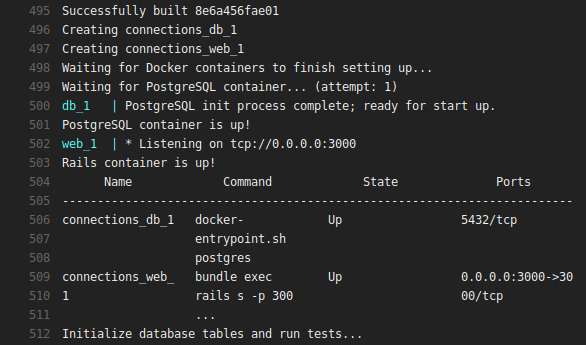 495 Successfully built 8e6a456fae01
496 Creating connections_db_1
497 Creating connections_web_1
498 Waiting for Docker containers to finish setting up...
499 Waiting for PostgreSQL container... (attempt: 1)
500 db_1   | PostgreSQL init process complete; ready for start up.
501 PostgreSQL container is up!
502 web_1  | * Listening on tcp://0.0.0.0:3000
503 Rails container is up!
504       Name             Command             State              Ports
505 -------------------------------------------------------------------------
506 connections_db_1   docker-            Up                 5432/tcp
507                    entrypoint.sh
508                    postgres
509 connections_web_   bundle exec        Up                 0.0.0.0:3000->30
510 1                  rails s -p 300                        00/tcp
511                    ...
512 Initialize database tables and run tests...